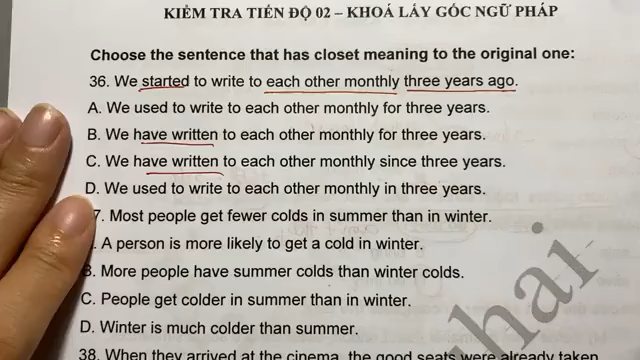 KIỂM TRA TIẾN ĐỘ 02 – KHOÁ LẤY GỐC NGỮ PHÁP
Choose the sentence that has closet meaning to the original one:
36. We started to write to each other monthly three years ago.
A. We used to write to each other monthly for three years.
B. We have written to each other monthly for three years.
C. We have written to each other monthly since three years.
D. We used to write to each other monthly in three years.
7. Most people get fewer colds in summer than in winter.
. A person is more likely to get a cold in winter.
B. More people have summer colds than winter colds.
C. People get colder in summer than in winter.
D. Winter is much colder than summer.
38. When they arrived at the cinema, the good seats were already taken
hai